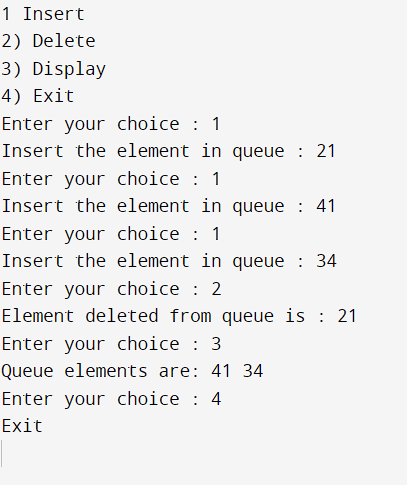 1 Insert
2) Delete
3) Display
4) Exit
Enter your choice : 1
Insert the element in queue : 21
Enter your choice : 1
Insert the element in queue : 41
Enter your choice : 1
Insert the element in queue : 34
Enter your choice : 2
Element deleted from queue is : 21
Enter your choice : 3
Queue elements are: 41 34
Enter your choice : 4
Exit